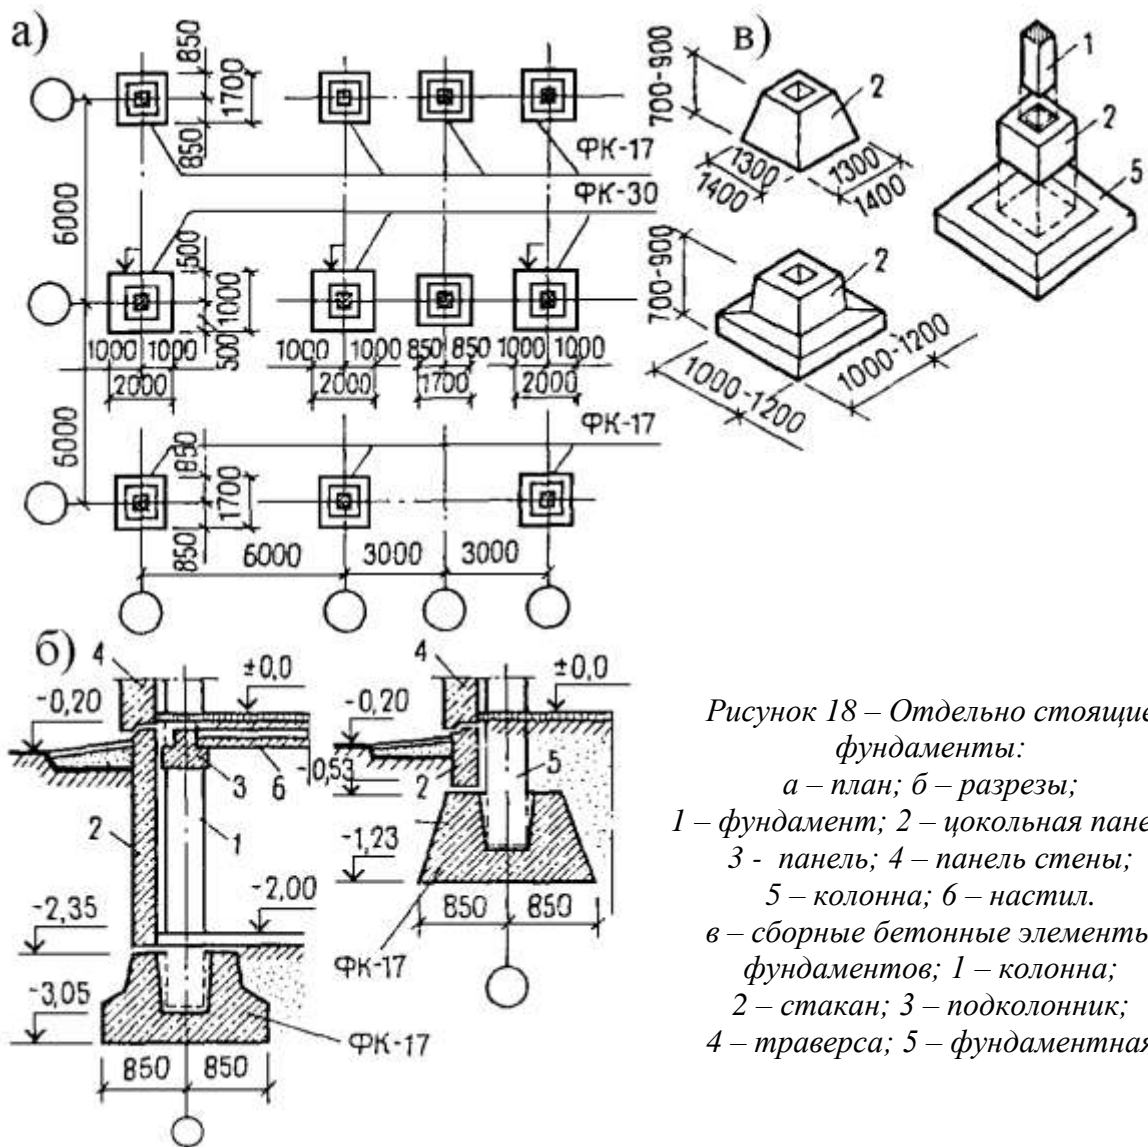 а)
850
1700
850
ФК-17
ФК-30
6000
500
1000
500
1000 1000
2000
1000 1000 850 850 1000 1000
2000 1700 2000
6000
ФК-17
850
1700
850
6000 3000 3000
в)
700-900
2
1300
1400
1300
1400
1
2
5
700-900
2
1000-1200
1000-1200
б)
4
±0,0
-0,20
3
6
2
1
-2,00
-2,35
-3,05
ФК-17
850 850
4
±0,0
-0,20
-0,53
2
5
-1,23
850 850
ФК-17
Рисунок 18 – Отдельно стоящие
фундаменты:
а – план; б – разрезы;
1 – фундамент; 2 – цокольная пане
3 - панель; 4 – панель стены;
5 – колонна; 6 – настил.
в – сборные бетонные элементы
фундаментов; 1 – колонна;
2 – стакан; 3 – подколонник;
4 – траверса; 5 – фундаментная